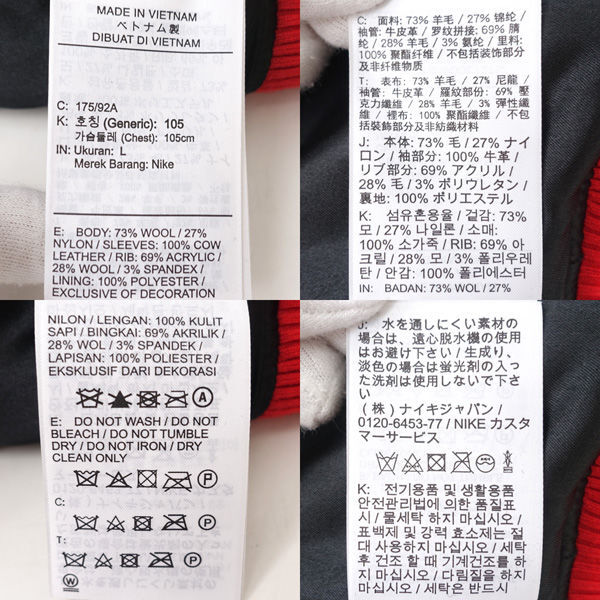 MADE IN VIETNAM
ベトナム製
DIBUAT DI VIETNAM
C: 175/92A
K: 호칭 (Generic): 105
가슴둘레 (Chest): 105cm
IN: Ukuran: L
Merek Barang: Nike
E: BODY: 73% WOOL / 27%
NYLON / SLEEVES: 100% COW
LEATHER / RIB: 69% ACRYLIC /
28% WOOL / 3% SPANDEX /
LINING: 100% POLYESTER /
EXCLUSIVE OF DECORATION
C: 面料: 73% 羊毛 / 27% 锦纶 /
袖管: 牛皮革 / 罗纹拼接: 69% 腈
纶 / 28% 羊毛 / 3% 氨纶 / 里料:
100% 聚酯纤维 / 不包括装饰部分
及非纺织材料
T: 表布: 73% 羊毛 / 27% 尼龍 /
袖管: 牛皮革 / 羅紋部份: 69% 壓
克力纖維 / 28% 羊毛 / 3% 彈性纖
維 / 裡布: 100% 聚酯纖維 / 不包
括裝飾部分及非紡織材料
J: 本体: 73% 毛 / 27% ナイ
ロン / 袖部分: 100% 牛革 /
リブ部分: 69% アクリル /
28% 毛 / 3% ポリウレタン /
裏地: 100% ポリエステル
K: 섬유혼용율 / 겉감: 73%
모 / 27% 나일론 / 소매:
100% 소가죽 / RIB: 69% 아
크릴 / 28% 모 / 3% 폴리우레
탄 / 안감: 100% 폴리에스터
IN: BADAN: 73% WOL / 27%
NILON / LENGAN: 100% KULIT
SAPI / BINGKAI: 69% AKRILIK /
28% WOL / 3% SPANDEK /
LAPISAN: 100% POLIESTER /
EKSKLUSIF DARI DEKORASI
A
E: DO NOT WASH / DO NOT
BLEACH / DO NOT TUMBLE
DRY / DO NOT IRON / DRY
CLEAN ONLY
P
C:
P
T:
P
W
J: 水を通しにくい素材の
場合は、遠心脱水機の使用
はお避け下さい / 生成り、
淡色の場合は蛍光剤の入っ
た洗剤は使用しないで下さ
い
(株) ナイキジャパン /
0120-6453-77 / NIKE カスタ
マーサービス
P
K: 전기용품 및 생활용품
안전관리법에 의한 품질표
시 / 물세탁 하지 마십시오 /
표백제 및 강력 효소제는 절
대 사용하지 마십시오 / 세탁
후 건조 할 때 기계건조를 하
지 마십시오 / 다림질을 하지
마십시오 / 세탁은 반드시